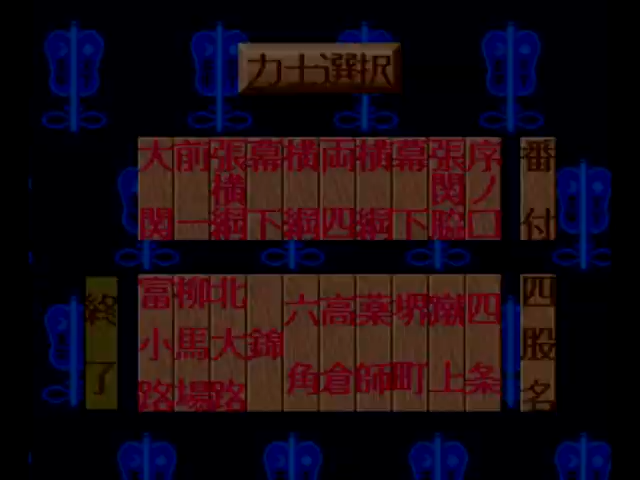 力士選択
番付
序ノ口
張関脇
幕下
横綱
両四
横綱
幕下
張横綱
前一
大関
四股名
四条
蹴上
堺町
薬師
高倉
六角
錦
北大路
柳馬場
富小路
終了